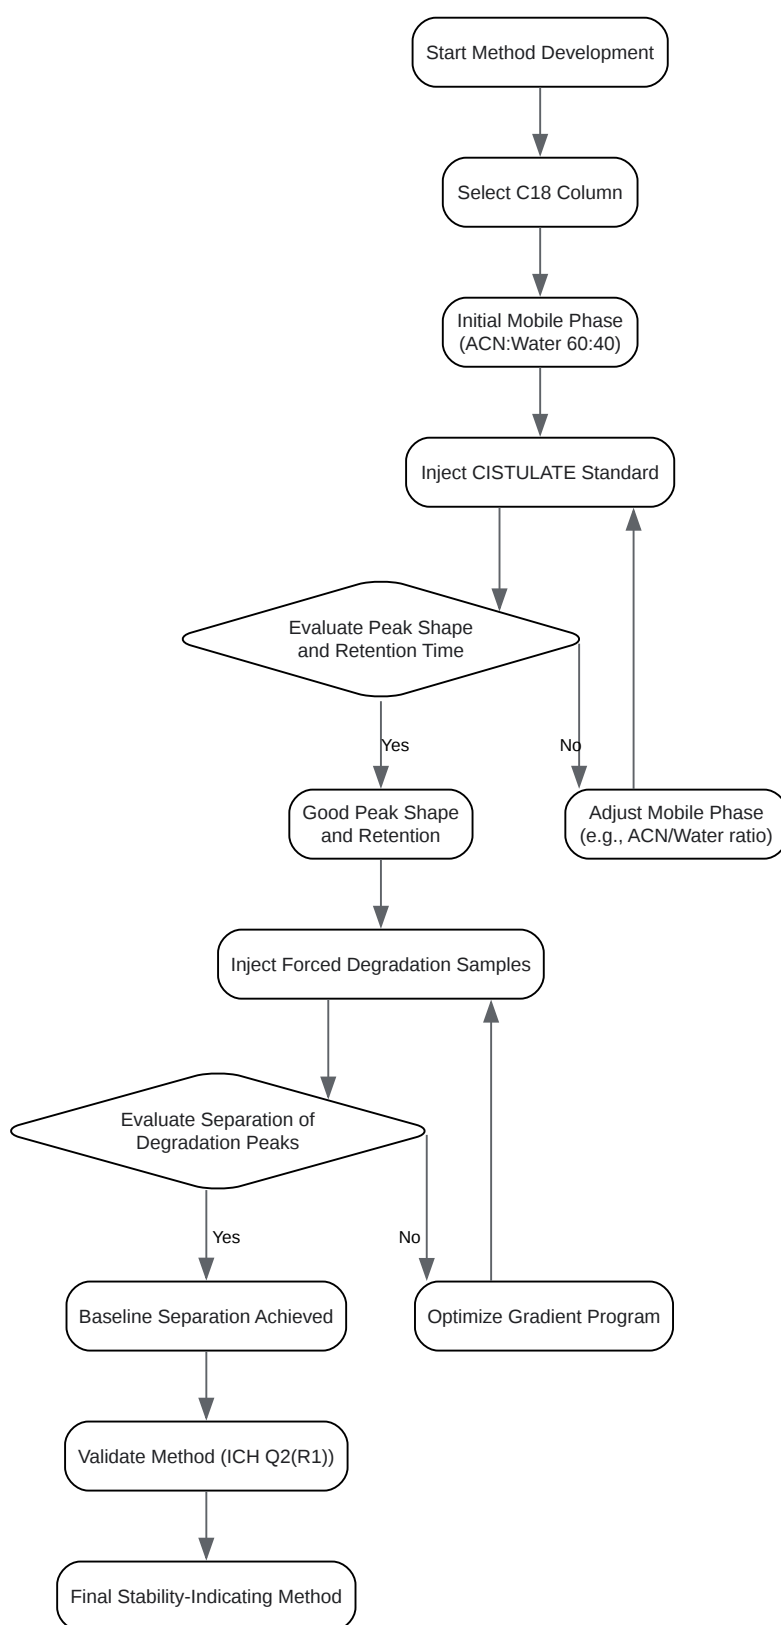 Start Method Development
Select C18 Column
Initial Mobile Phase
(ACN:Water 60:40)
Inject CISTULATE Standard
Evaluate Peak Shape
and Retention Time
Yes
No
Good Peak Shape
and Retention
Adjust Mobile Phase
(e.g., ACN/Water ratio)
Inject Forced Degradation Samples
Evaluate Separation of
Degradation Peaks
Yes
No
Baseline Separation Achieved
Optimize Gradient Program
Validate Method (ICH Q2(R1))
Final Stability-Indicating Method